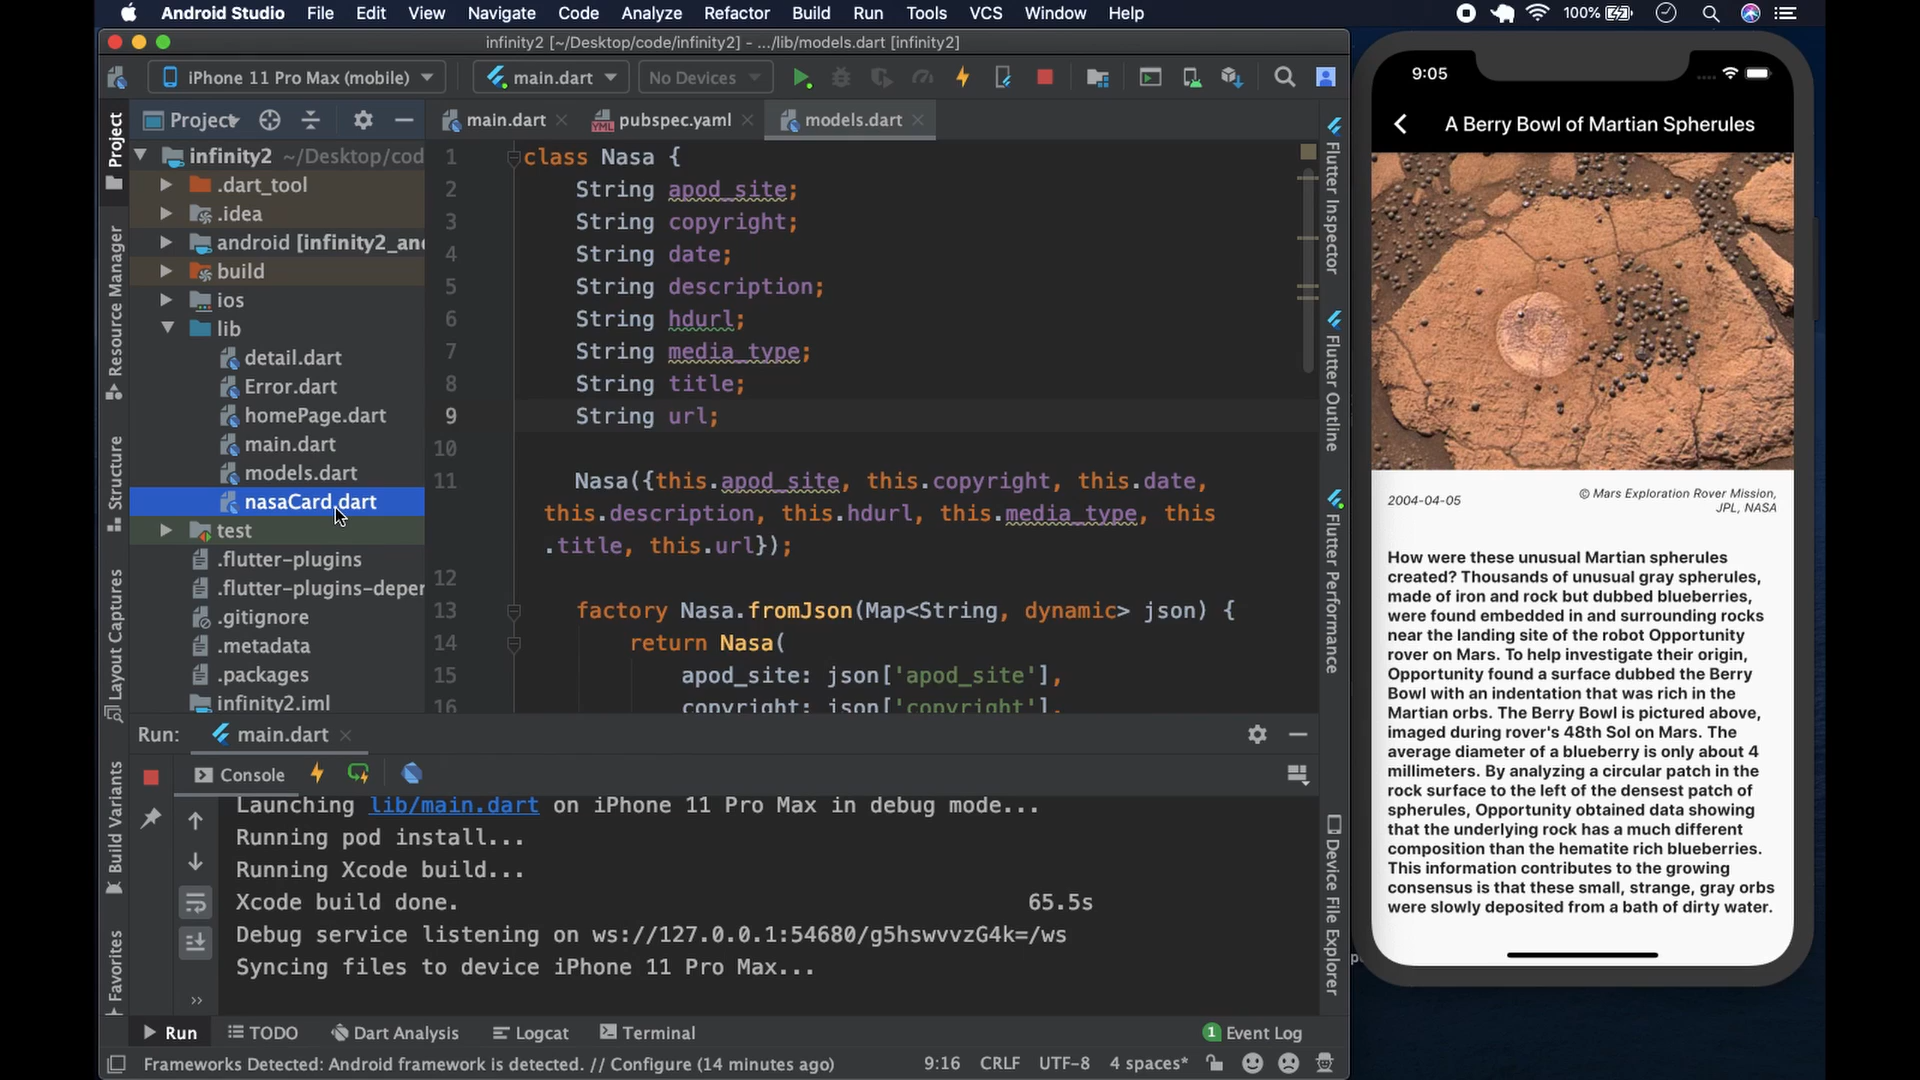 Android Studio File Edit View Navigate Code Analyze Refactor Build Run Tools VCS Window Help 100%
infinity2 [~/Desktop/code/infinity2] - .../lib/models.dart [infinity2]
iPhone 11 Pro Max (mobile) main.dart No Devices
Project
main.dart pubspec.yaml models.dart
infinity2 ~/Desktop/cod
.dart_tool
.idea
android [infinity2_an
build
ios
lib
detail.dart
Error.dart
homePage.dart
main.dart
models.dart
nasaCard.dart
test
.flutter-plugins
.flutter-plugins-deper
.gitignore
.metadata
.packages
infinity2.iml
Project
Resource Manager
Structure
Layout Captures
Build Variants
Favorites
1 class Nasa {
2 String apod_site;
3 String copyright;
4 String date;
5 String description;
6 String hdurl;
7 String media_type;
8 String title;
9 String url;
10
11 Nasa({this.apod_site, this.copyright, this.date,
this.description, this.hdurl, this.media_type, this
.title, this.url});
12
13 factory Nasa.fromJson(Map<String, dynamic> json) {
14 return Nasa(
15 apod_site: json['apod_site'],
16 copyright: json['copyright'],
Flutter Inspector
Flutter Outline
Flutter Performance
Device File Explorer
Run: main.dart
Console
Launching lib/main.dart on iPhone 11 Pro Max in debug mode...
Running pod install...
Running Xcode build...
Xcode build done. 65.5s
Debug service listening on ws://127.0.0.1:54680/g5hswvvzG4k=/ws
Syncing files to device iPhone 11 Pro Max...
Run TODO Dart Analysis Logcat Terminal 1 Event Log
Frameworks Detected: Android framework is detected. // Configure (14 minutes ago) 9:16 CRLF UTF-8 4 spaces*
9:05
A Berry Bowl of Martian Spherules
2004-04-05
© Mars Exploration Rover Mission,
JPL, NASA
How were these unusual Martian spherules
created? Thousands of unusual gray spherules,
made of iron and rock but dubbed blueberries,
were found embedded in and surrounding rocks
near the landing site of the robot Opportunity
rover on Mars. To help investigate their origin,
Opportunity found a surface dubbed the Berry
Bowl with an indentation that was rich in the
Martian orbs. The Berry Bowl is pictured above,
imaged during rover's 48th Sol on Mars. The
average diameter of a blueberry is only about 4
millimeters. By analyzing a circular patch in the
rock surface to the left of the densest patch of
spherules, Opportunity obtained data showing
that the underlying rock has a much different
composition than the hematite rich blueberries.
This information contributes to the growing
consensus is that these small, strange, gray orbs
were slowly deposited from a bath of dirty water.